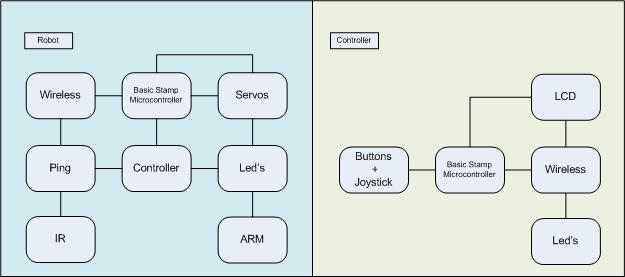 Robot
Wireless
Basic Stamp
Microcontroller
Servos
Ping
Controller
Led's
IR
ARM
Controller
LCD
Buttons
+
Joystick
Basic Stamp
Microcontroller
Wireless
Led's